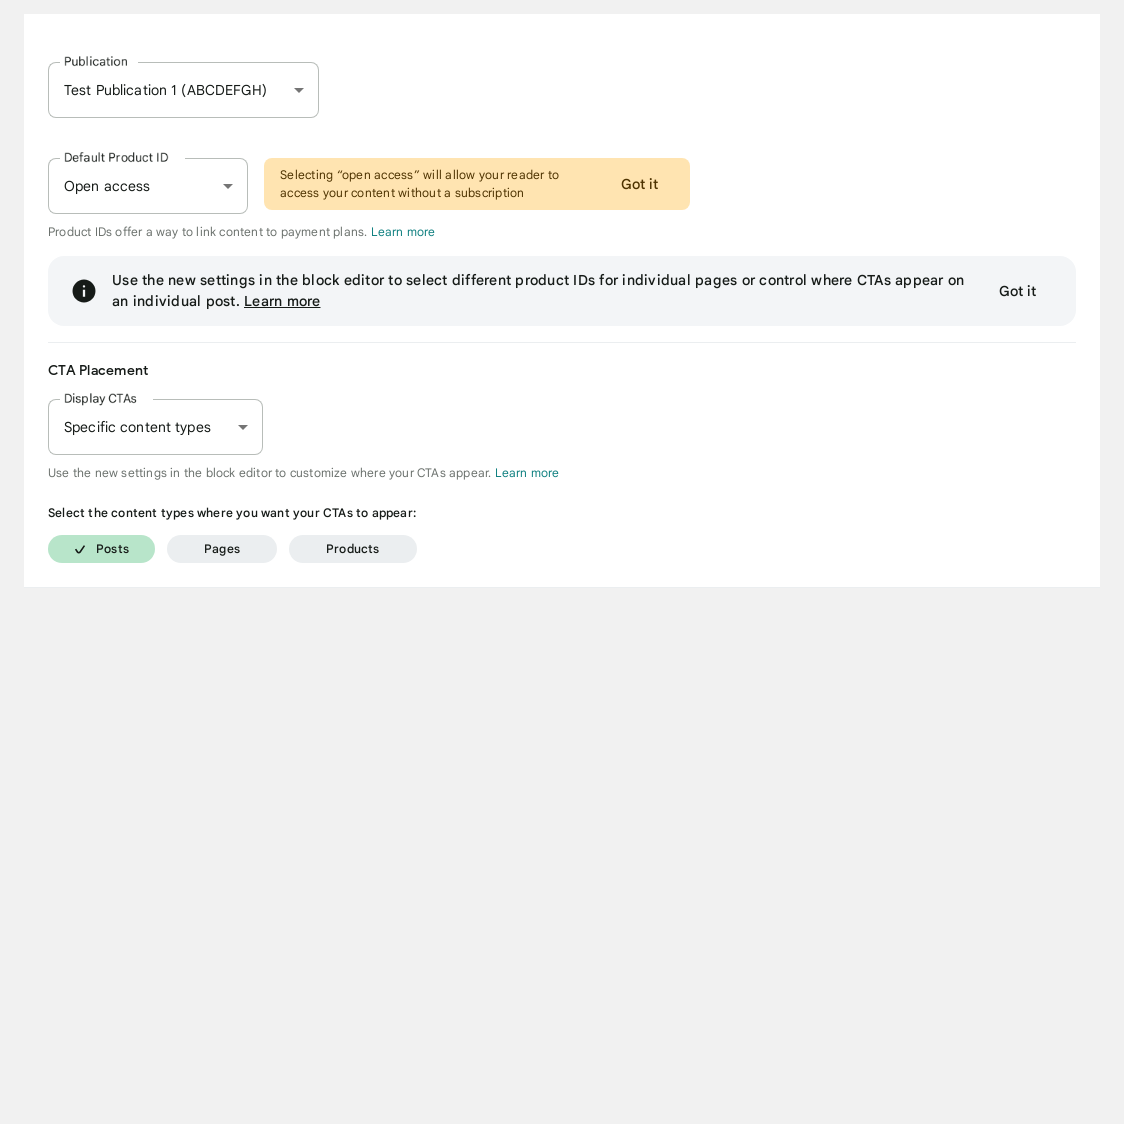 Publication
Test Publication 1 (ABCDEFGH)
Default Product ID
Open access
Selecting “open access” will allow your reader to
access your content without a subscription
Got it
Product IDs offer a way to link content to payment plans. Learn more
Use the new settings in the block editor to select different product IDs for individual pages or control where CTAs appear on
an individual post. Learn more
Got it
CTA Placement
Display CTAs
Specific content types
Use the new settings in the block editor to customize where your CTAs appear. Learn more
Select the content types where you want your CTAs to appear:
Posts
Pages
Products